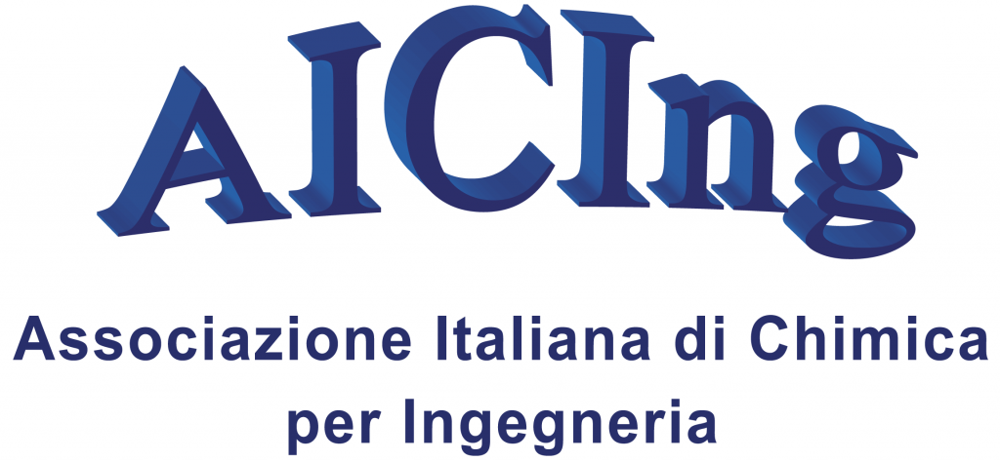 AICIng
Associazione Italiana di Chimica
per Ingegneria